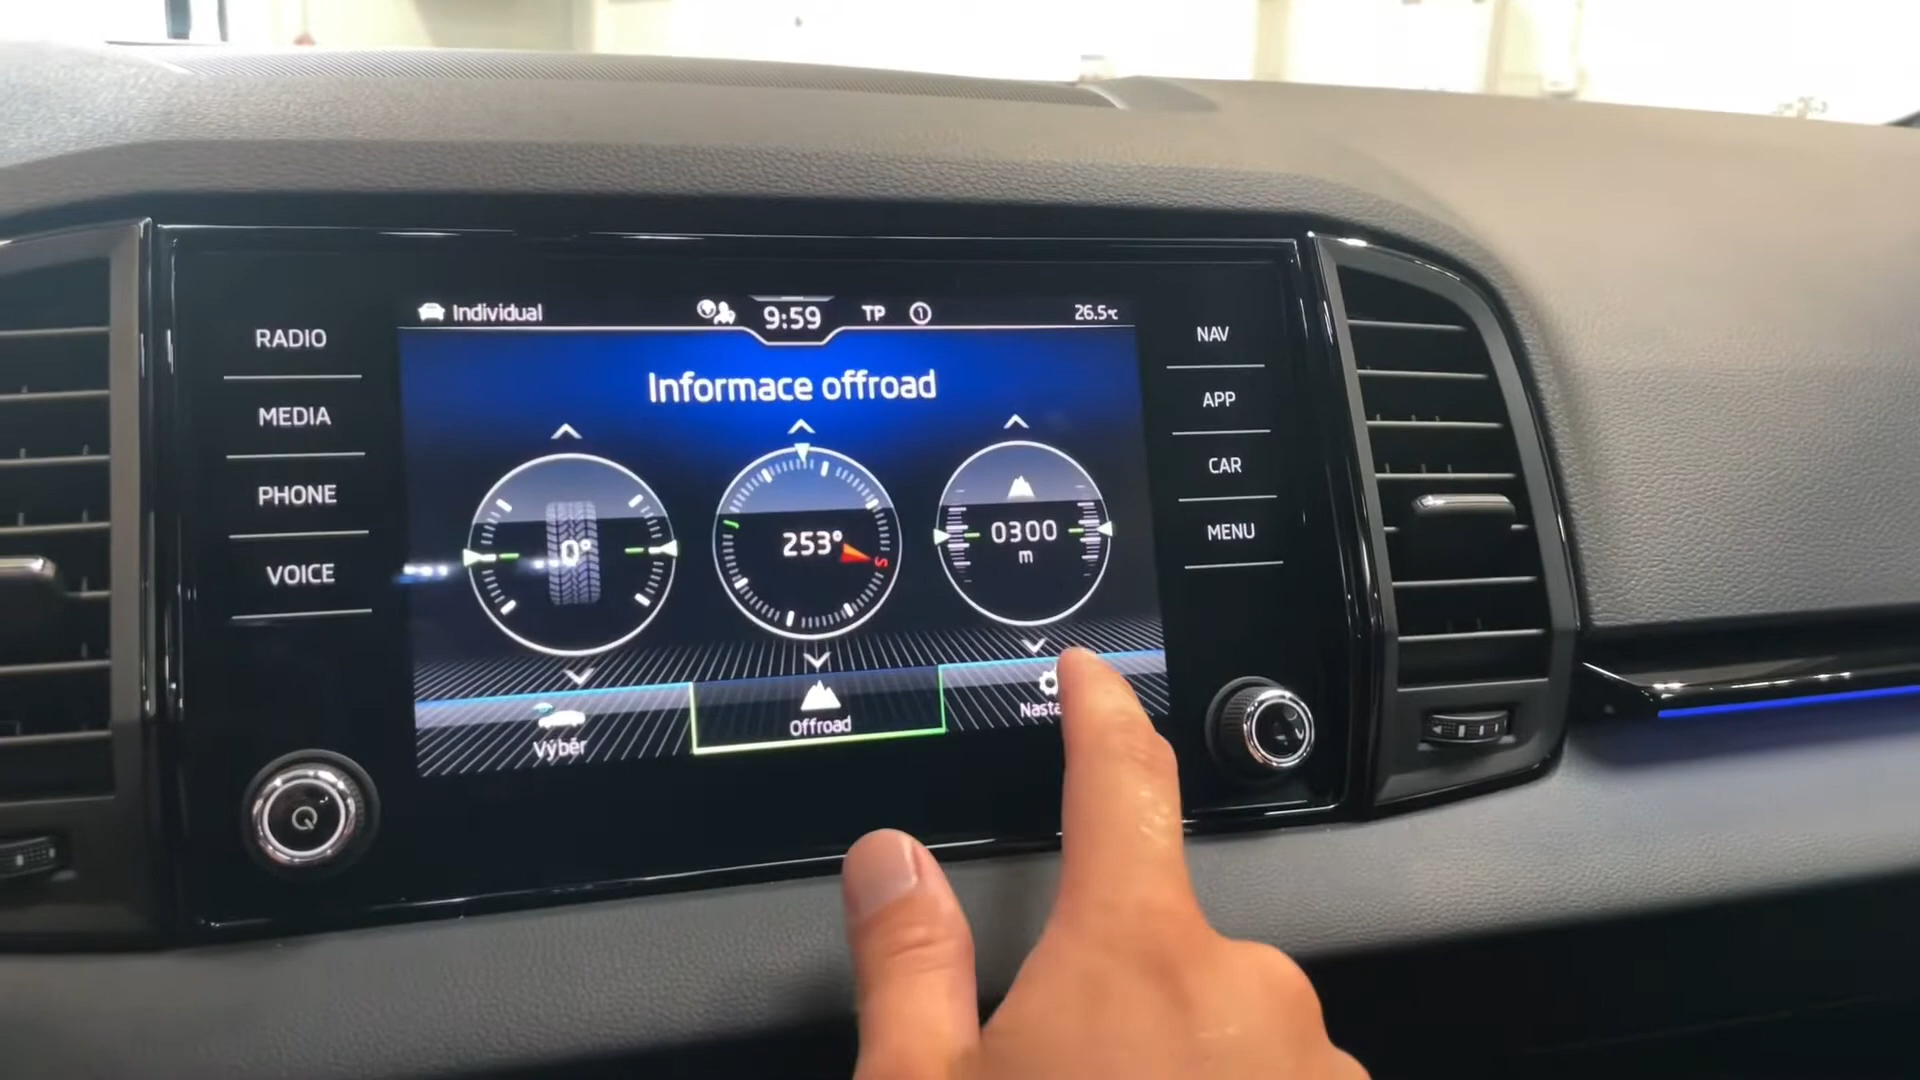 Individual
9:59
TP
1
26.5°C
RADIO
MEDIA
PHONE
VOICE
Informace offroad
0°
253°
S
0300
m
Výběr
Offroad
NAV
APP
CAR
MENU